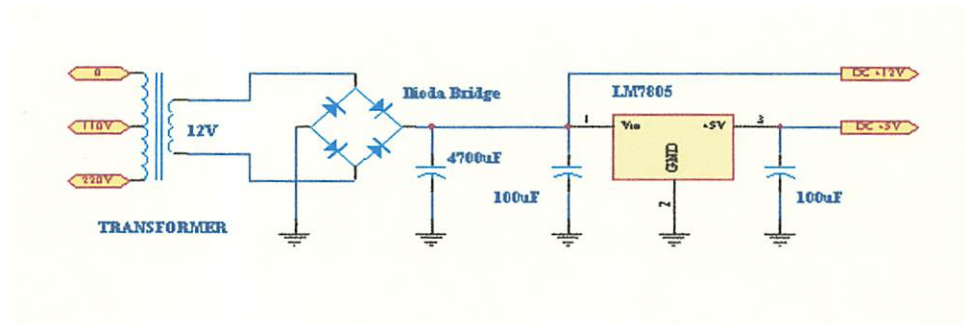 0
110V
220V
12V
TRANSFORMER
Dioda Bridge
4700uF
100uF
LM7805
1
Vin
+5V
3
GND
2
100uF
DC +12V
DC +5V